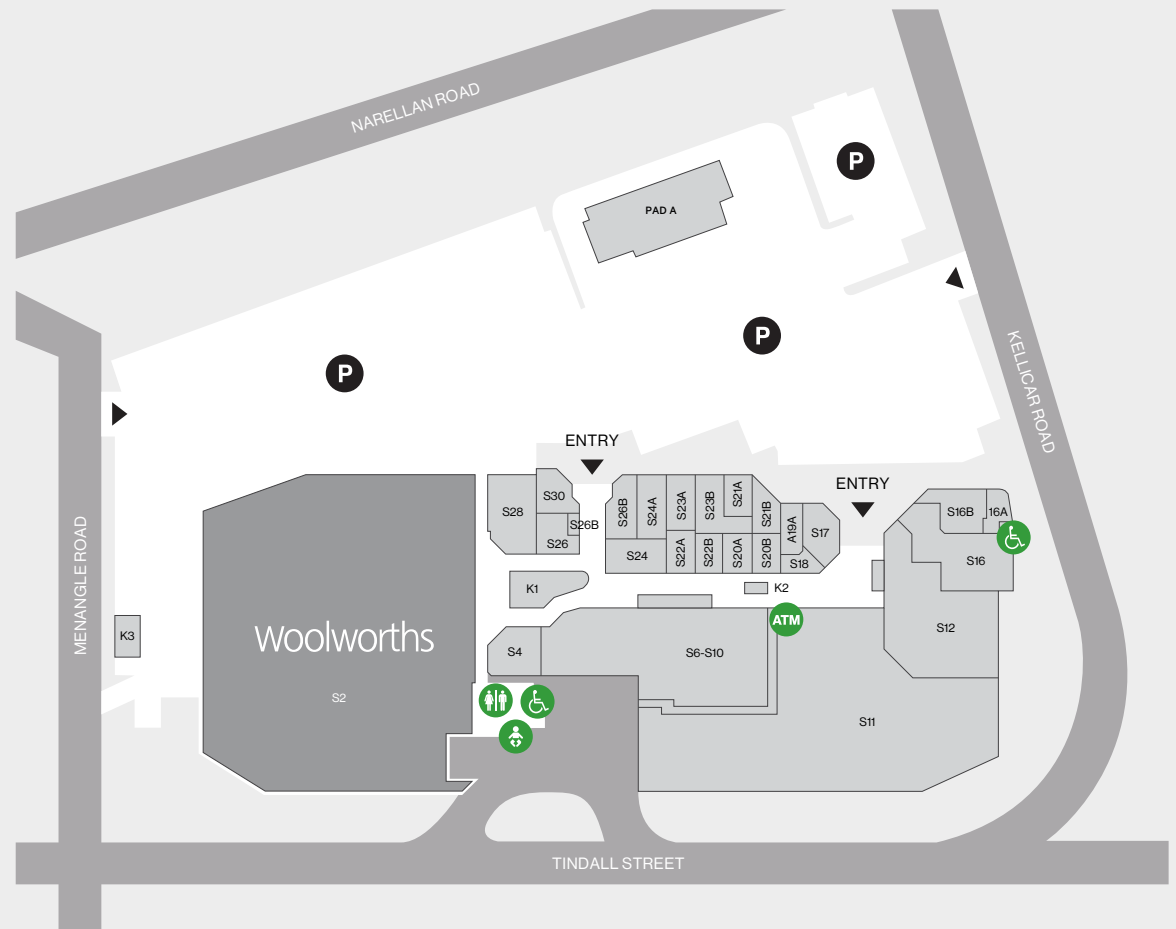 NARELLAN ROAD
P
PAD A
P
P
KELLICAR ROAD
ENTRY
ENTRY
S28
S30
S26B
S26
S26B
S24A
S23A
S23B
S21A
S21B
A19A
S17
S24
S22A
S22B
S20A
S20B
S18
S16B
16A
S16
K1
K2
ATM
K3
MENANGLE ROAD
Woolworths
S2
S4
S6-S10
S12
S11
TINDALL STREET